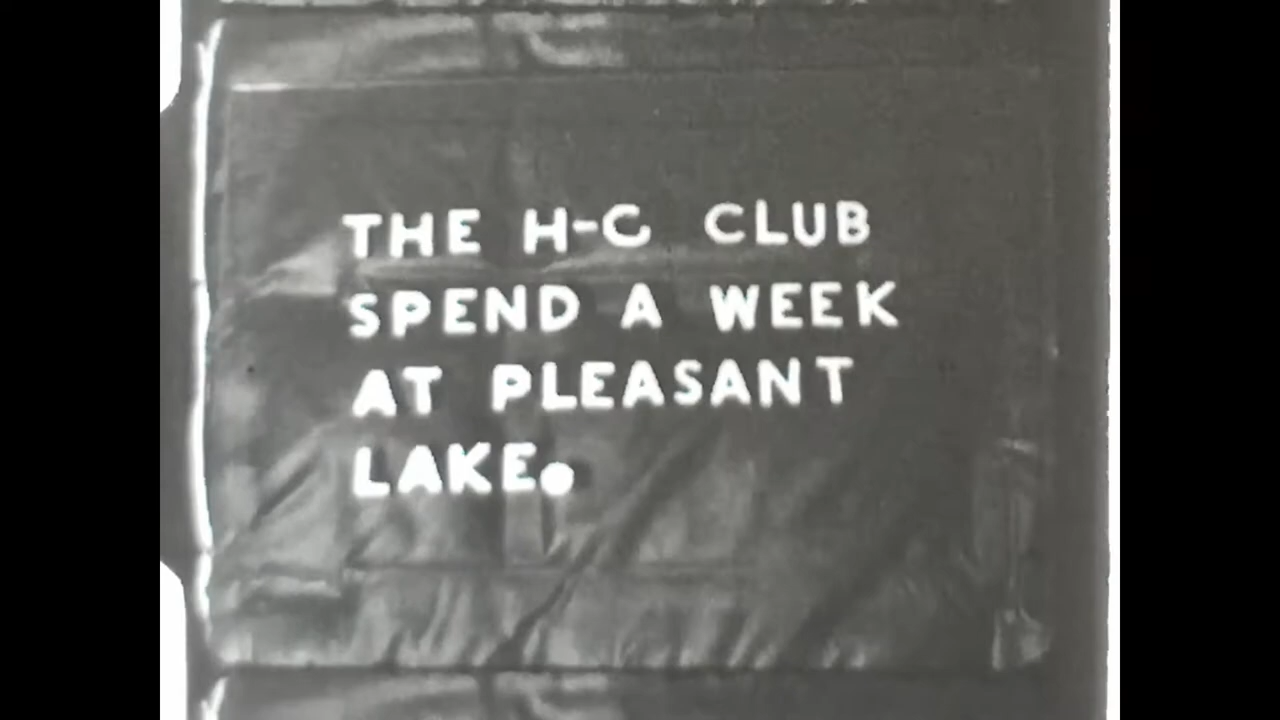 THE H-C CLUB
SPEND A WEEK
AT PLEASANT
LAKE.